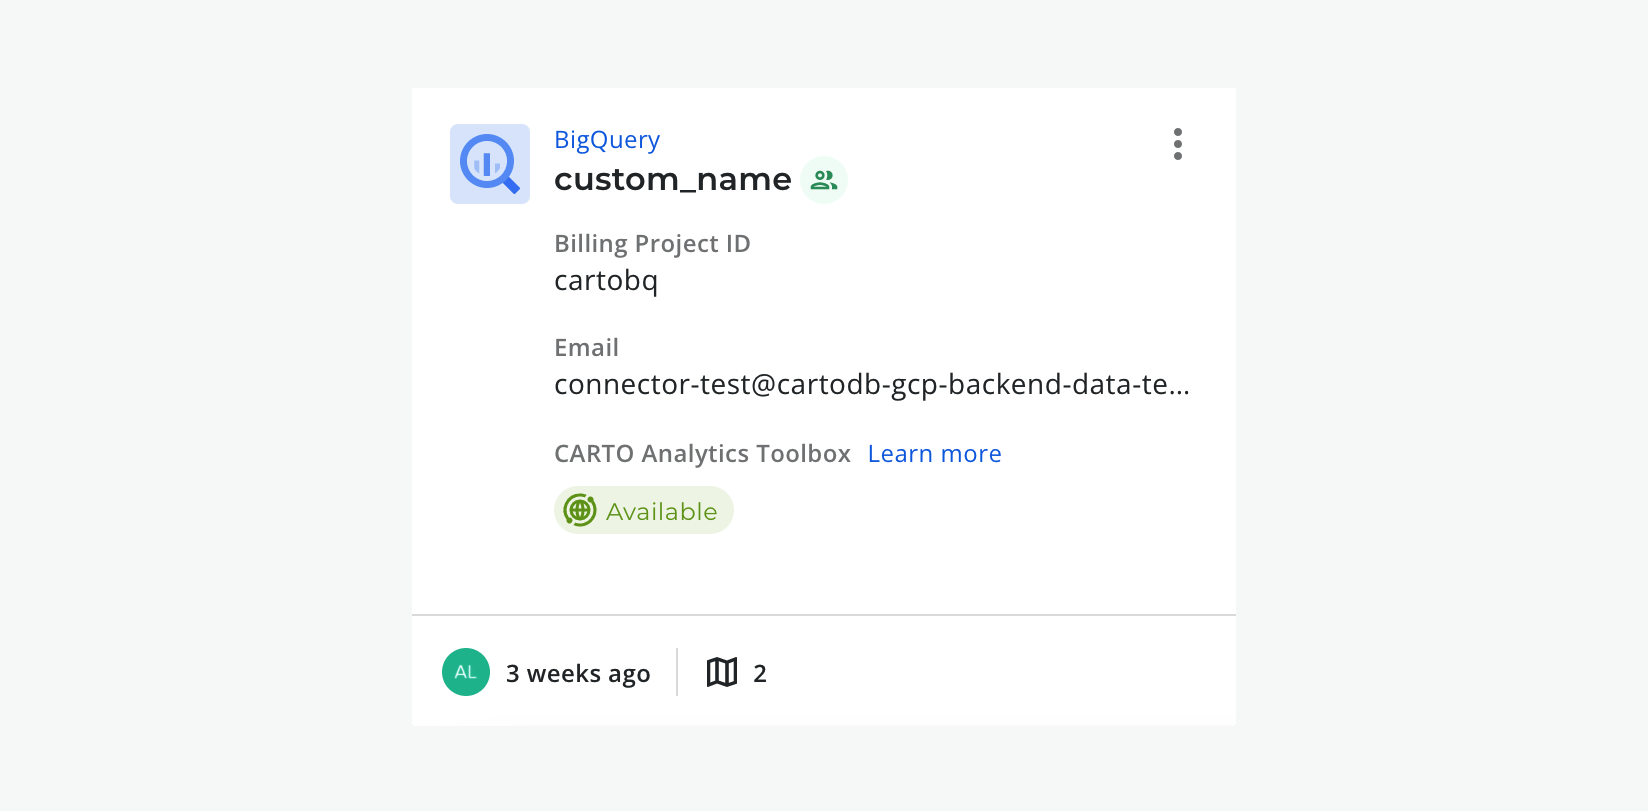 BigQuery
custom_name
Billing Project ID
cartobq
Email
connector-test@cartodb-gcp-backend-data-te...
CARTO Analytics Toolbox Learn more
Available
AL 3 weeks ago 2